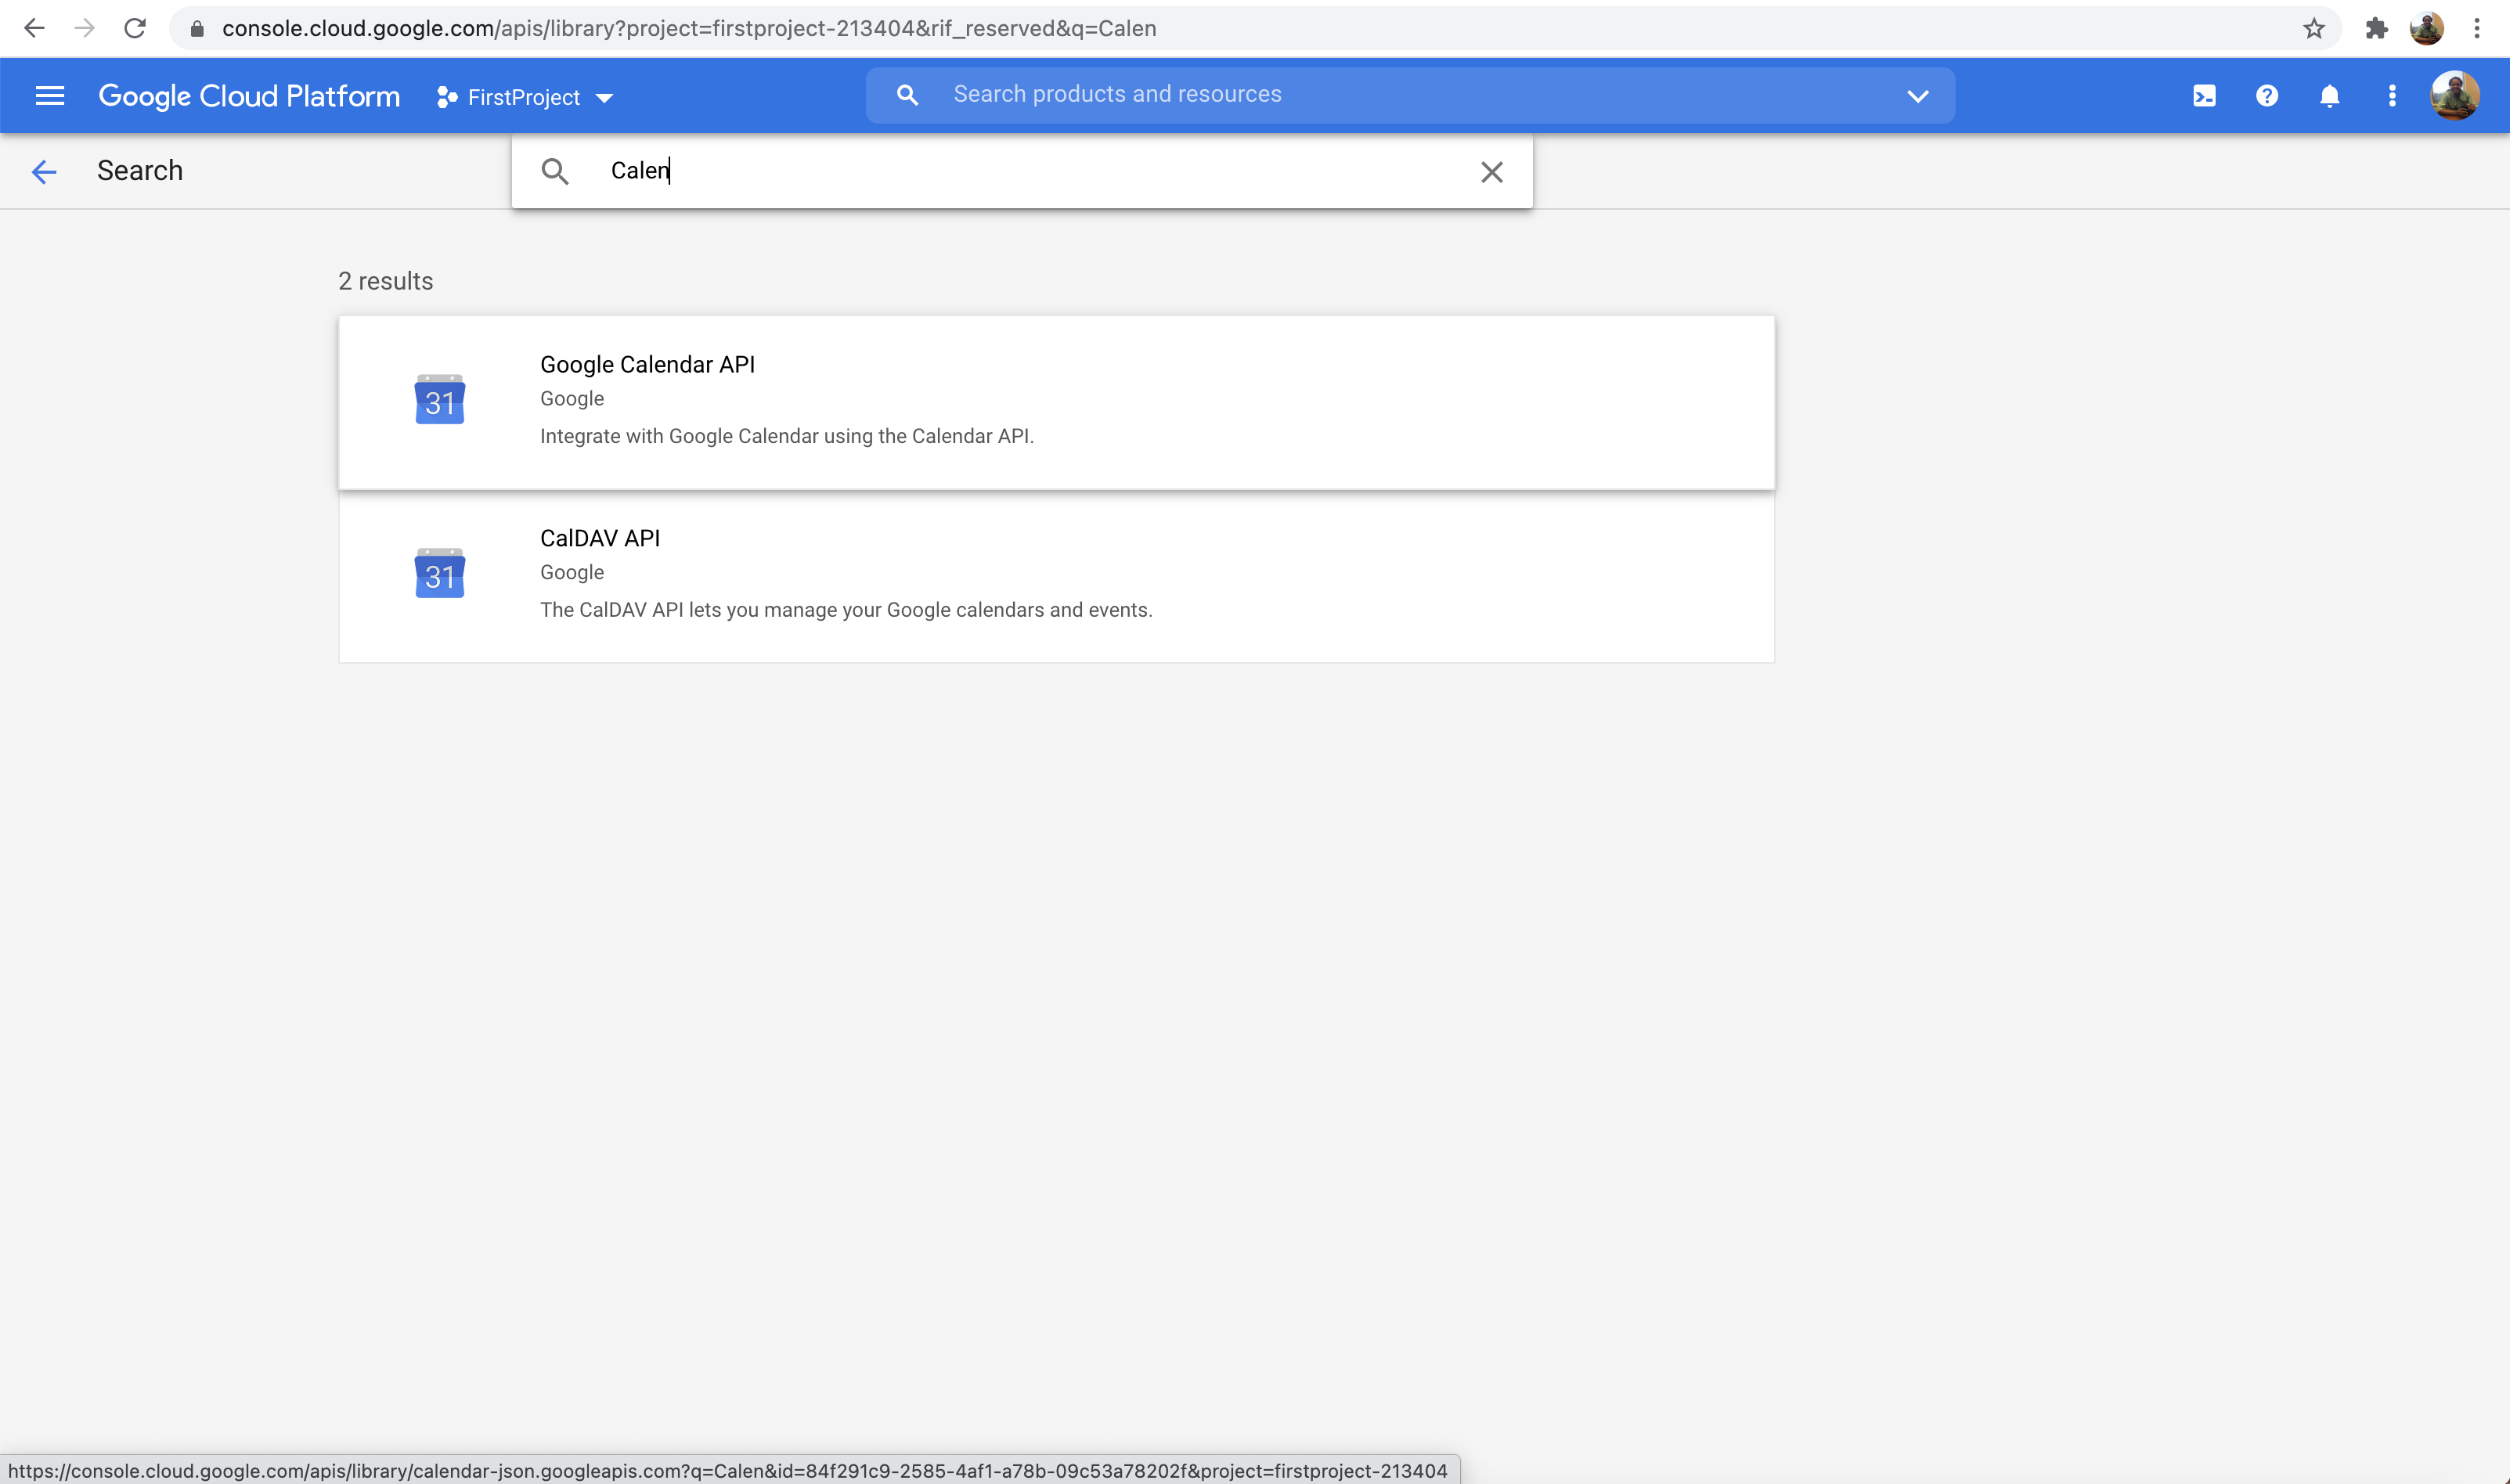 console.cloud.google.com/apis/library?project=firstproject-213404&rif_reserved&q=Calen
Google Cloud Platform FirstProject Search products and resources
Search Calen
2 results
31
Google Calendar API
Google
Integrate with Google Calendar using the Calendar API.
31
CalDAV API
Google
The CalDAV API lets you manage your Google calendars and events.
https://console.cloud.google.com/apis/library/calendar-json.googleapis.com?q=Calen&id=84f291c9-2585-4af1-a78b-09c53a78202f&project=firstproject-213404